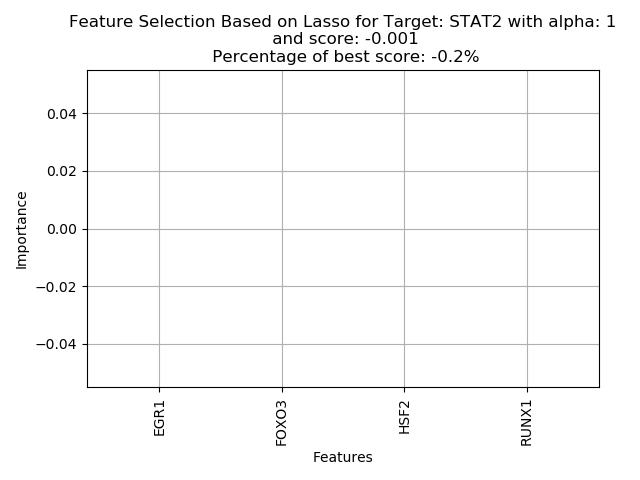 Feature Selection Based on Lasso for Target: STAT2 with alpha: 1
and score: -0.001
Percentage of best score: -0.2%
0.04
0.02
0.00
−0.02
−0.04
Importance
EGR1
FOXO3
HSF2
RUNX1
Features